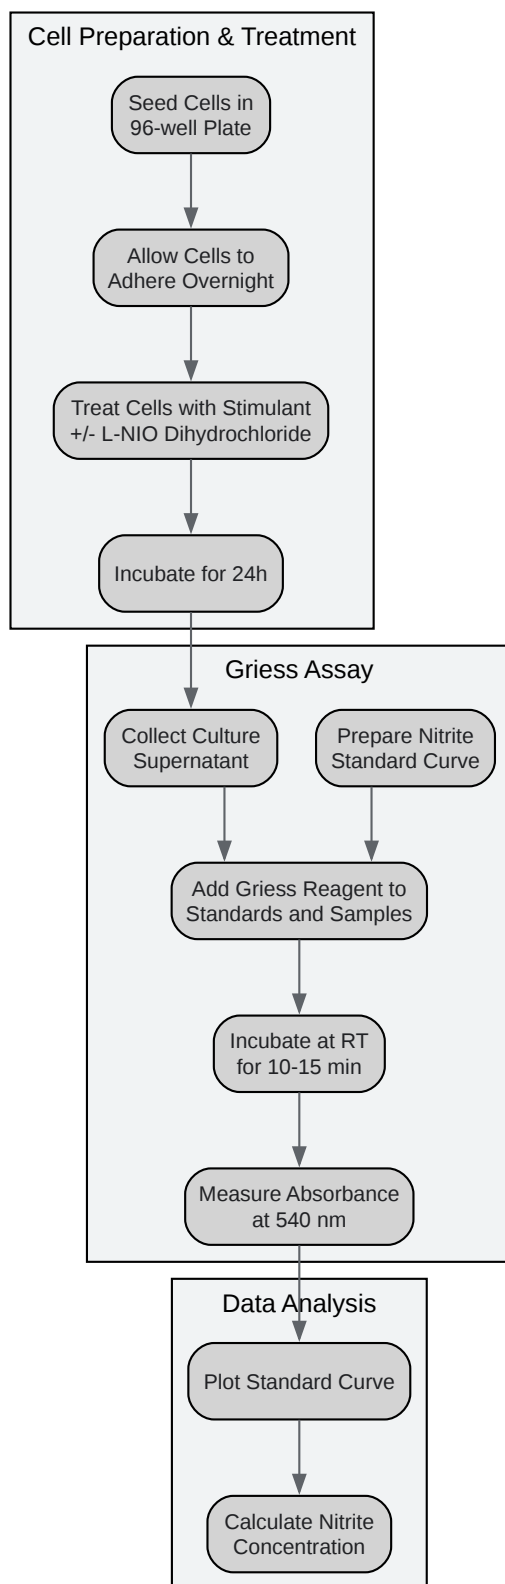 Cell Preparation & Treatment
Seed Cells in
96-well Plate
Allow Cells to
Adhere Overnight
Treat Cells with Stimulant
+/- L-NIO Dihydrochloride
Incubate for 24h
Griess Assay
Collect Culture
Supernatant
Prepare Nitrite
Standard Curve
Add Griess Reagent to
Standards and Samples
Incubate at RT
for 10-15 min
Measure Absorbance
at 540 nm
Data Analysis
Plot Standard Curve
Calculate Nitrite
Concentration